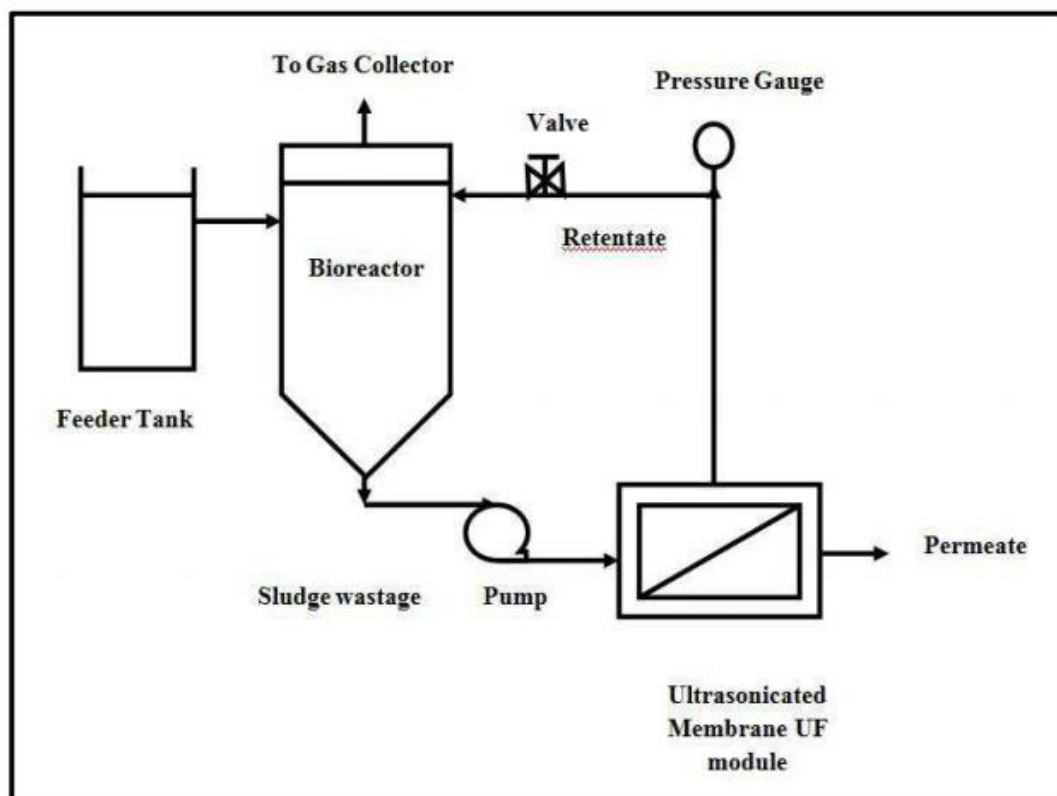 To Gas Collector
Pressure Gauge
Valve
Retentate
Bioreactor
Feeder Tank
Permeate
Sludge wastage
Pump
Ultrasonicated
Membrane UF
module